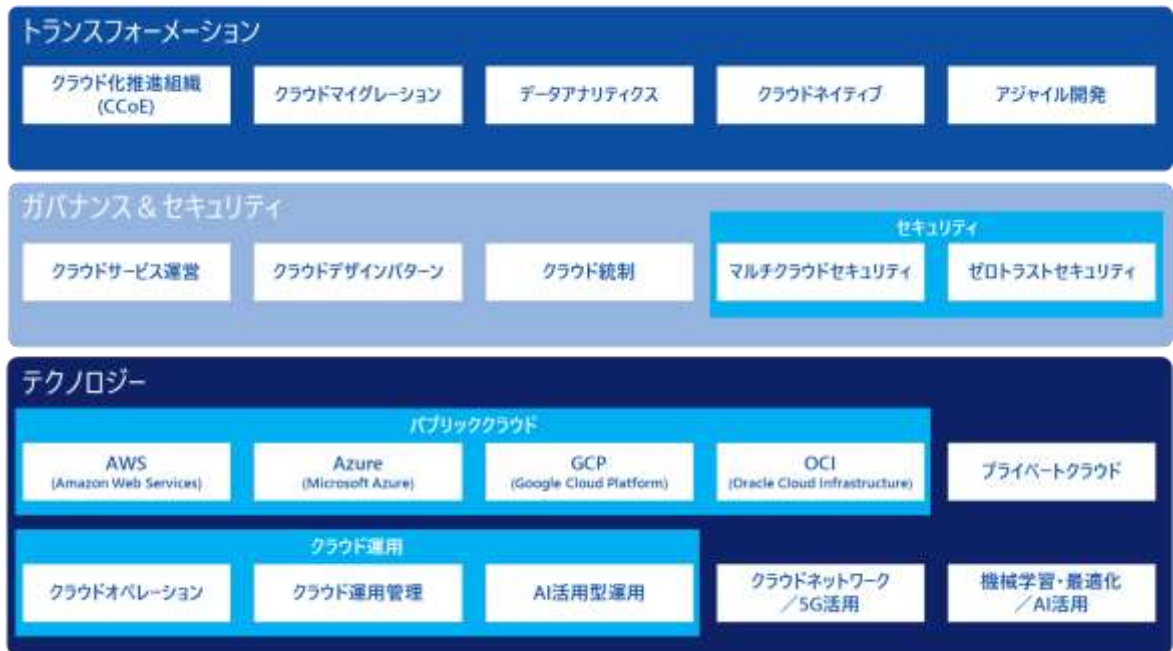 トランスフォーメーション
クラウド化推進組織
(CCoE)
クラウドマイグレーション
データアナリティクス
クラウドネイティブ
アジャイル開発
ガバナンス & セキュリティ
セキュリティ
クラウドサービス運営
クラウドデザインパターン
クラウド統制
マルチクラウドセキュリティ
ゼロトラストセキュリティ
テクノロジー
パブリッククラウド
AWS
(Amazon Web Services)
Azure
(Microsoft Azure)
GCP
(Google Cloud Platform)
OCI
(Oracle Cloud Infrastructure)
プライベートクラウド
クラウド運用
クラウドオペレーション
クラウド運用管理
AI活用型運用
クラウドネットワーク
／5G活用
機械学習・最適化
／AI活用